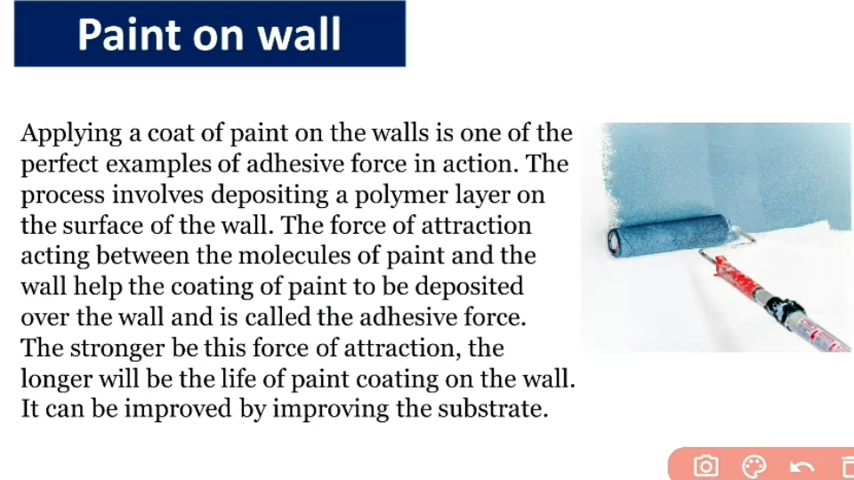 Paint on wall
Applying a coat of paint on the walls is one of the
perfect examples of adhesive force in action. The
process involves depositing a polymer layer on
the surface of the wall. The force of attraction
acting between the molecules of paint and the
wall help the coating of paint to be deposited
over the wall and is called the adhesive force.
The stronger be this force of attraction, the
longer will be the life of paint coating on the wall.
It can be improved by improving the substrate.